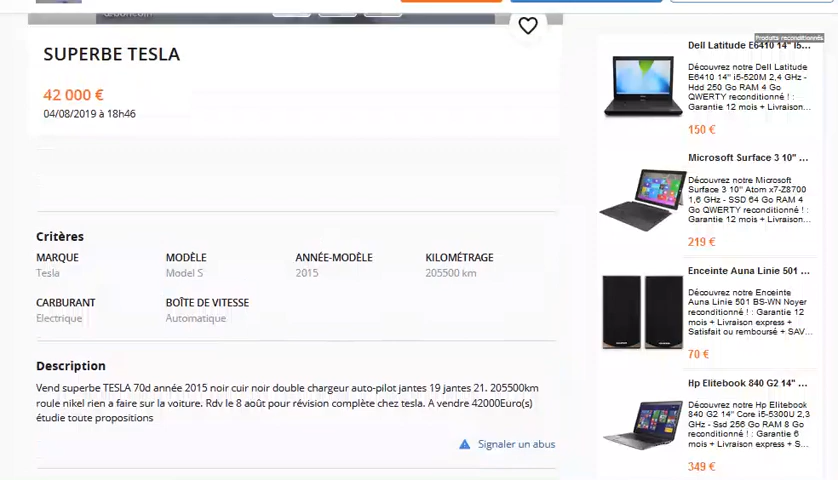 SUPERBE TESLA
42 000 €
04/08/2019 à 18h46
Critères
MARQUE
Tesla
MODÈLE
Model S
ANNÉE-MODÈLE
2015
KILOMÉTRAGE
205500 km
CARBURANT
Electrique
BOÎTE DE VITESSE
Automatique
Description
Vend superbe TESLA 70d année 2015 noir cuir noir double chargeur auto-pilot jantes 19 jantes 21. 205500km
roule nikel rien a faire sur la voiture. Rdv le 8 août pour révision complète chez tesla. A vendre 42000Euro(s)
étudie toute propositions
Signaler un abus
Produits reconditionnés
Dell Latitude E6410 14" i5...
Découvrez notre Dell Latitude
E6410 14" i5-520M 2,4 GHz -
Hdd 250 Go RAM 4 Go
QWERTY reconditionné ! :
Garantie 12 mois + Livraison...
150 €
Microsoft Surface 3 10" ...
Découvrez notre Microsoft
Surface 3 10" Atom x7-Z8700
1,6 GHz - SSD 64 Go RAM 4
Go QWERTY reconditionné ! :
Garantie 12 mois + Livraison...
219 €
Enceinte Auna Linie 501 ...
Découvrez notre Enceinte
Auna Linie 501 BS-WN Noyer
reconditionné ! : Garantie 12
mois + Livraison express +
Satisfait ou remboursé + SAV...
70 €
Hp Elitebook 840 G2 14" ...
Découvrez notre Hp Elitebook
840 G2 14" Core i5-5300U 2,3
GHz - Ssd 256 Go RAM 8 Go
reconditionné ! : Garantie 6
mois + Livraison express + S...
349 €